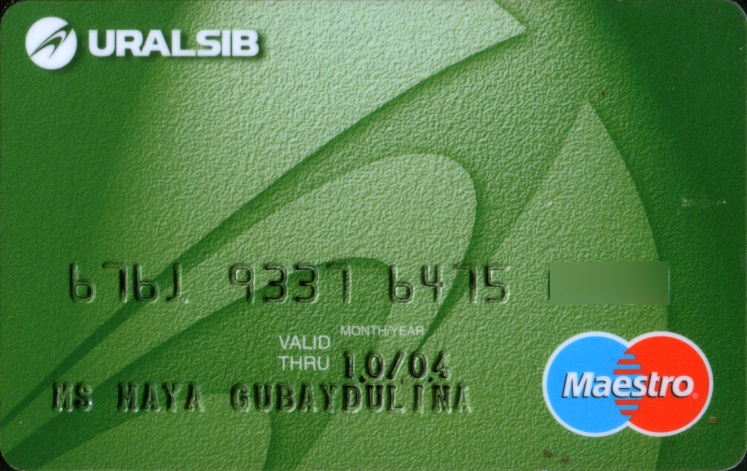 URALSIB
6761 9337 6475
MONTH/YEAR
VALID
THRU 10/04
MS MAYA GUBAYDULINA
Maestro